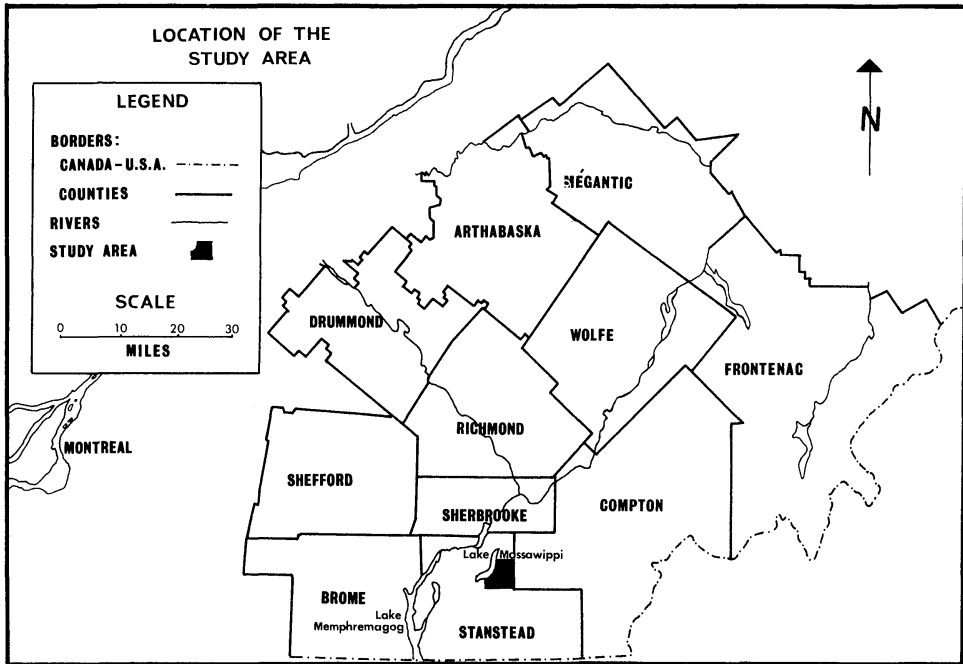 LOCATION OF THE
STUDY AREA
LEGEND
BORDERS:
CANADA-U.S.A.
COUNTIES
RIVERS
STUDY AREA
SCALE
0 10 20 30
MILES
N
MÉGANTIC
ARTHABASKA
DRUMMOND
WOLFE
FRONTENAC
RICHMOND
MONTREAL
SHEFFORD
SHERBROOKE
COMPTON
Lake Massawippi
BROME
Lake
Memphremagog
STANSTEAD